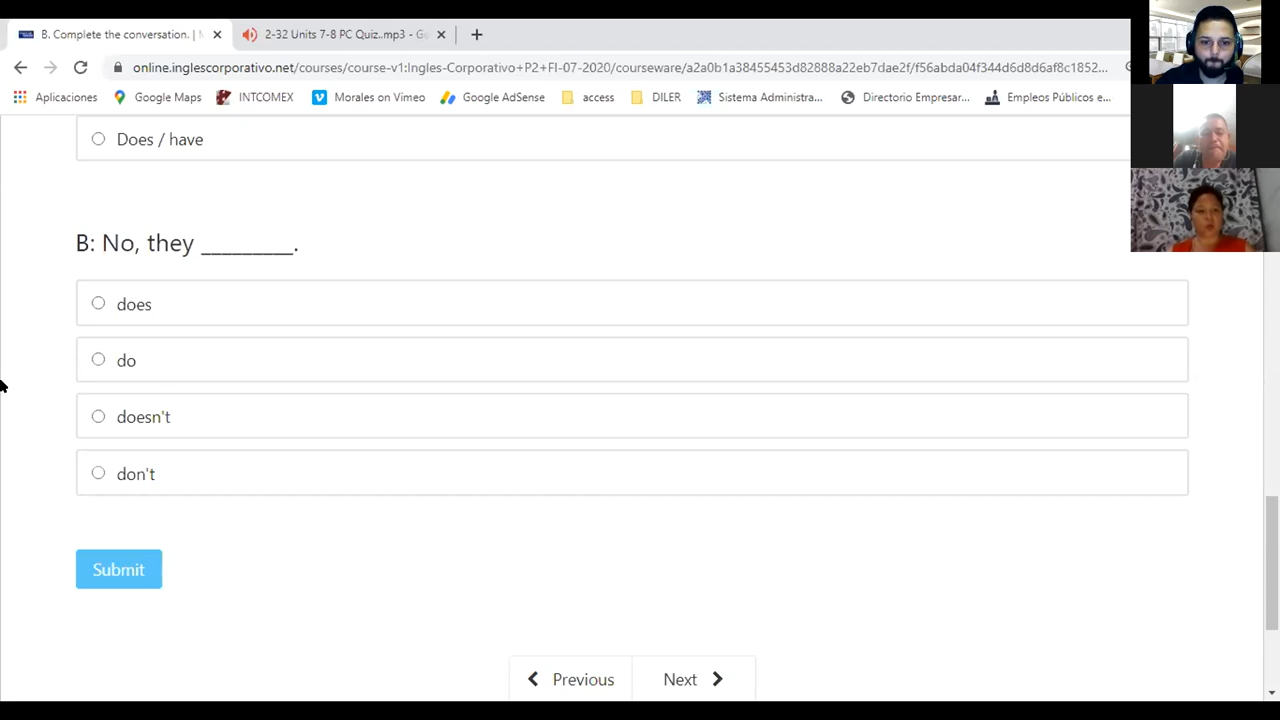 B. Complete the conversation. |
2-32 Units 7-8 PC Quiz..mp3 - Go
online.inglescorporativo.net/courses/course-v1:Ingles-Corporativo+P2+FI-07-2020/courseware/a2a0b1a38455453d82888a22eb7dae2f/f56abda04f344d6d8d6af8c1852...
Aplicaciones
Google Maps
INTCOMEX
Morales on Vimeo
Google AdSense
access
DILER
Sistema Administra...
Directorio Empresar...
Empleos Públicos e...
Does / have
B: No, they _________.
does
do
doesn't
don't
Submit
Previous
Next